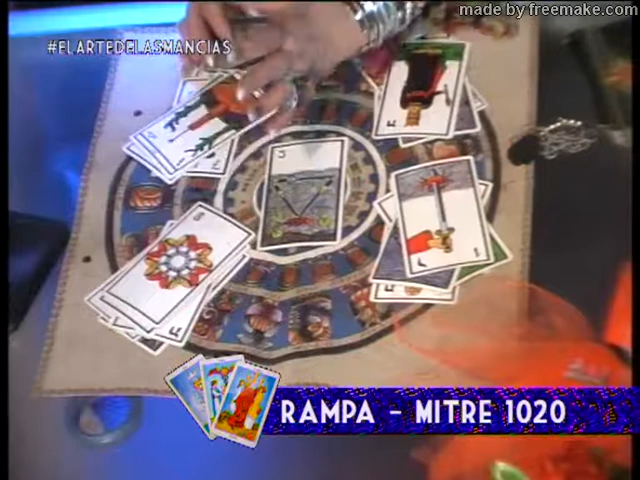 made by freemake.com
#ELARTEDELASMANCIAS
RAMPA - MITRE 1020